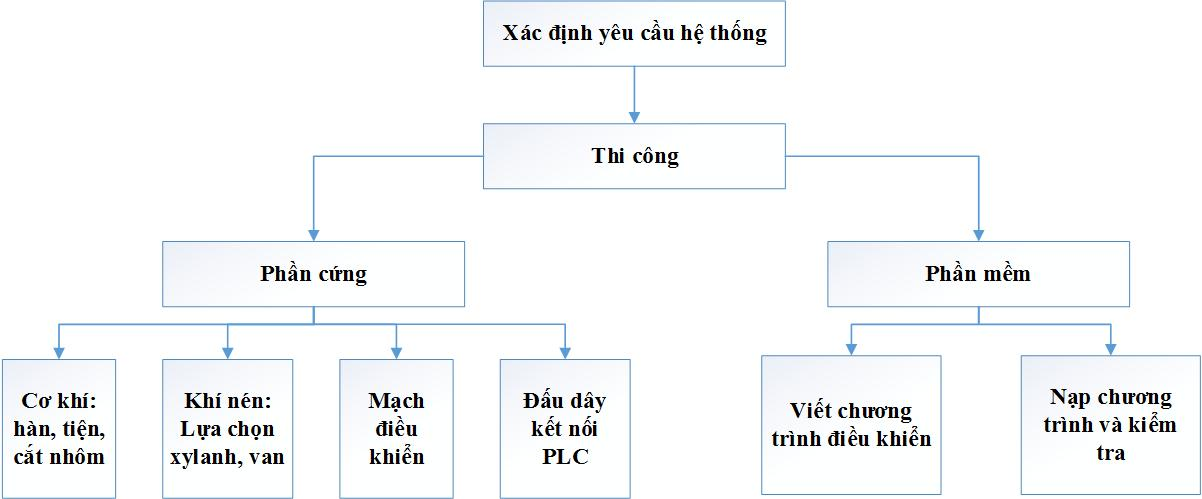 Xác định yêu cầu hệ thống
Thi công
Phần cứng
Phần mềm
Cơ khí:
hàn, tiện,
cắt nhôm
Khí nén:
Lựa chọn
xylanh, van
Mạch
điều
khiển
Đấu dây
kết nối
PLC
Viết chương
trình điều khiển
Nạp chương
trình và kiểm
tra